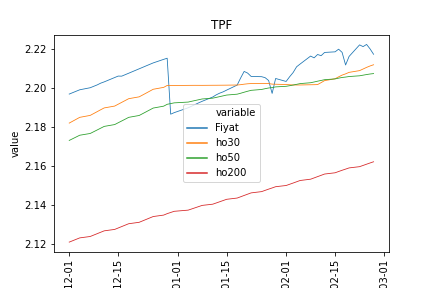 TPF
2.22
2.20
2.18
2.16
2.14
2.12
value
variable
Fiyat
ho30
ho50
ho200
12-01
12-15
01-01
01-15
02-01
02-15
03-01